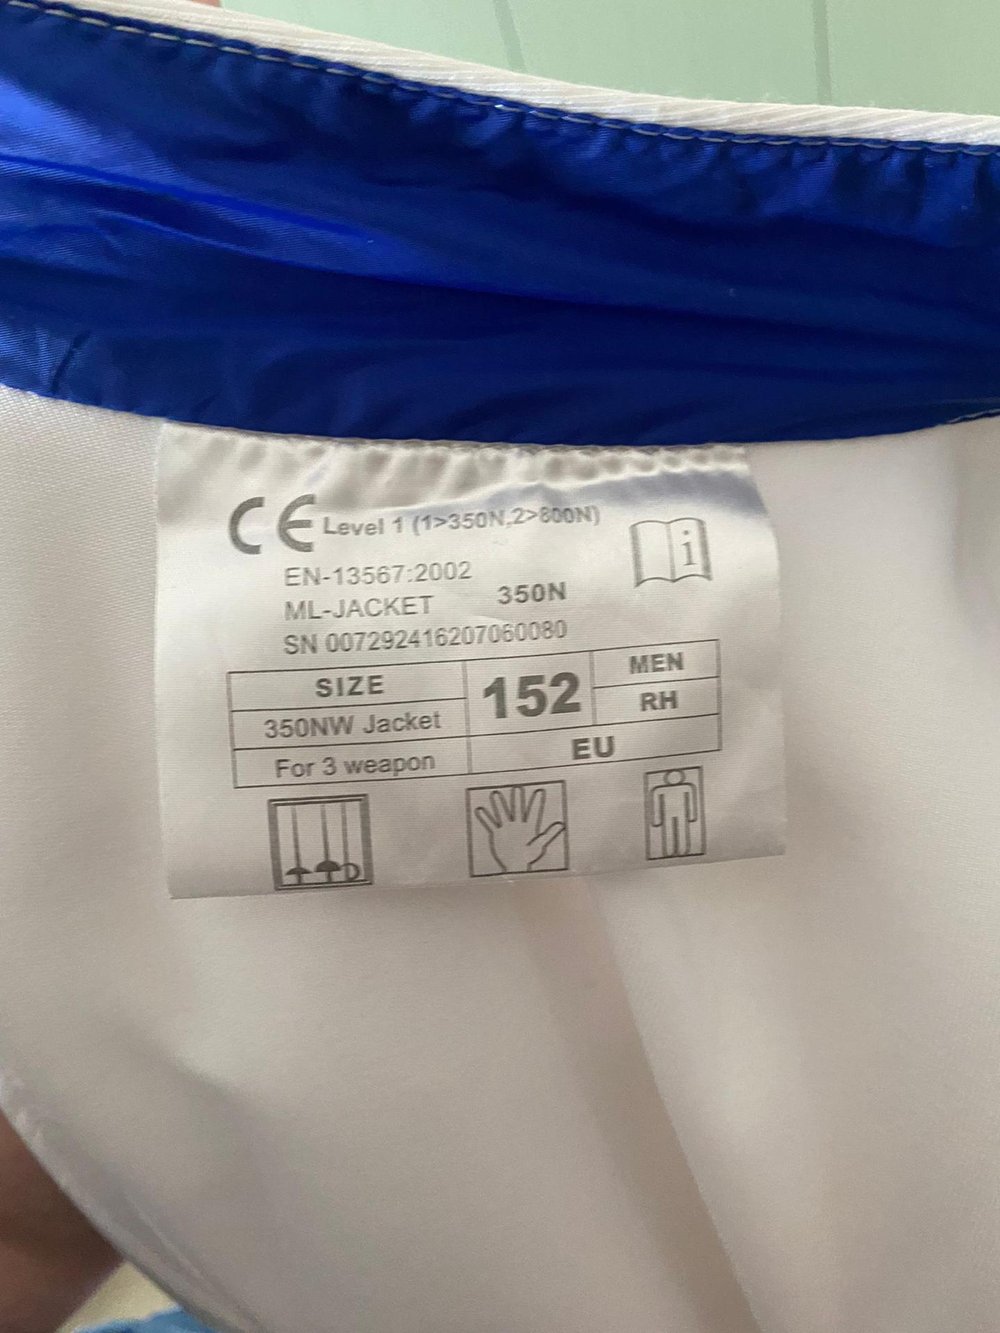 CE Level 1 (1>350N,2>800N)
i
EN-13567:2002
ML-JACKET 350N
SN 007292416207060080
SIZE 152 MEN
350NW Jacket RH
For 3 weapon EU